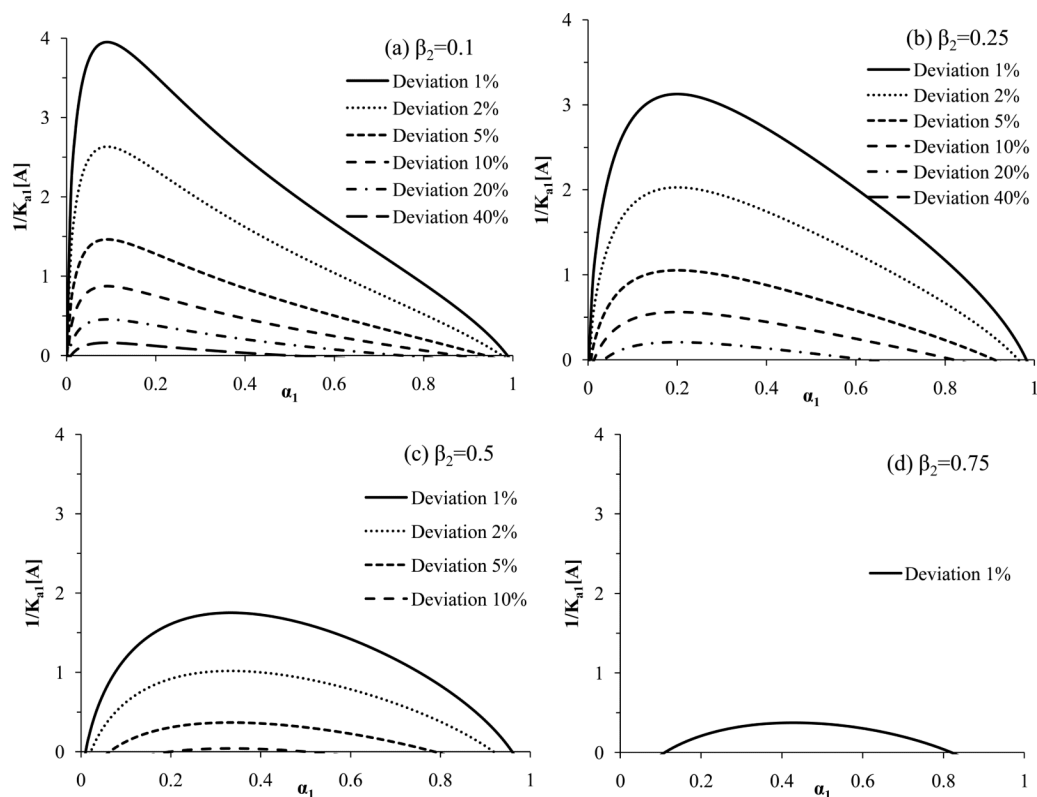 (a) β2=0.1
4
3
2
1
0
1/Ka1[A]
Deviation 1%
Deviation 2%
Deviation 5%
Deviation 10%
Deviation 20%
Deviation 40%
0 0.2 0.4 0.6 0.8 1
α1
(b) β2=0.25
4
3
2
1
0
1/Ka1[A]
Deviation 1%
Deviation 2%
Deviation 5%
Deviation 10%
Deviation 20%
Deviation 40%
0 0.2 0.4 0.6 0.8 1
α1
(c) β2=0.5
4
3
2
1
0
1/Ka1[A]
Deviation 1%
Deviation 2%
Deviation 5%
Deviation 10%
0 0.2 0.4 0.6 0.8 1
α1
(d) β2=0.75
4
3
2
1
0
1/Ka1[A]
Deviation 1%
0 0.2 0.4 0.6 0.8 1
α1